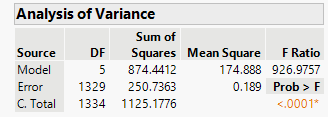 Analysis of Variance
Sum of
Source DF Squares Mean Square F Ratio
Model 5 874.4412 174.888 926.9757
Error 1329 250.7363 0.189 Prob > F
C. Total 1334 1125.1776 <.0001*